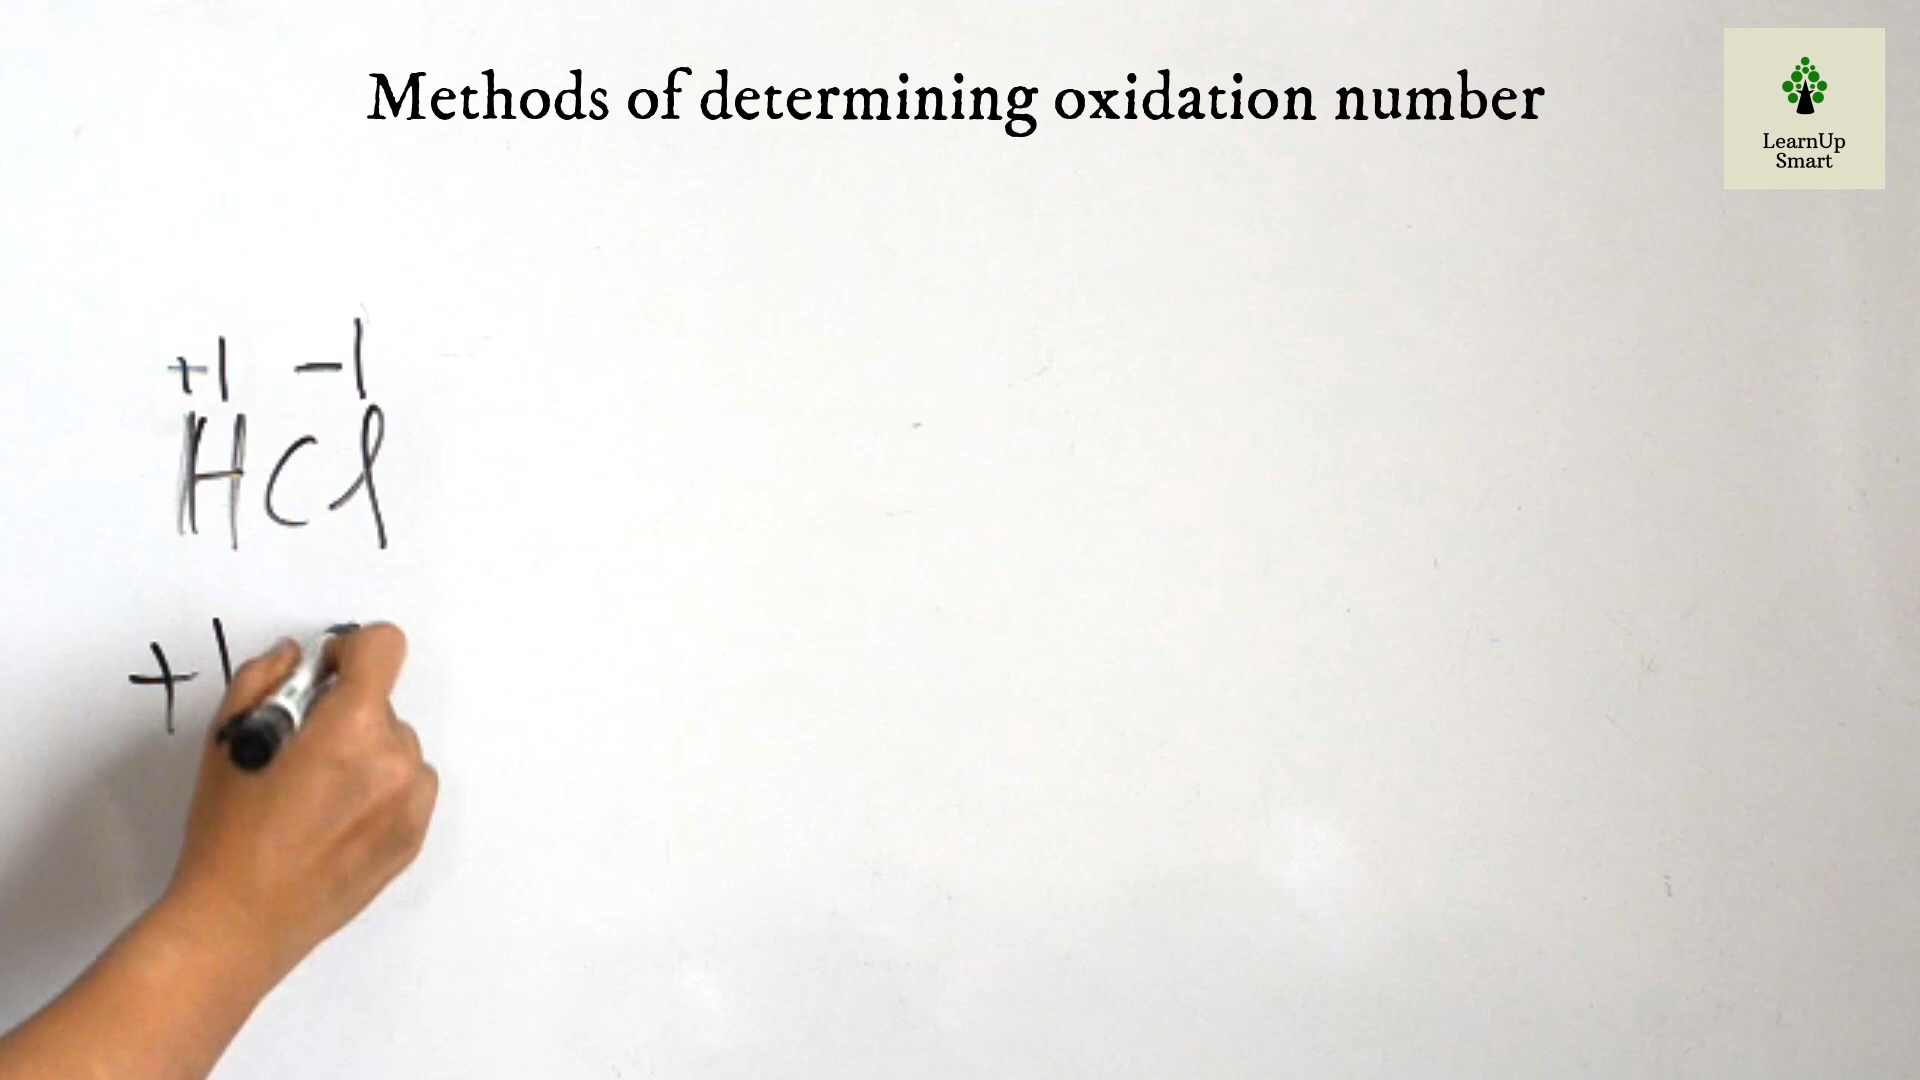 Methods of determining oxidation number
LearnUp
Smart
+1 -1
HCl
+1